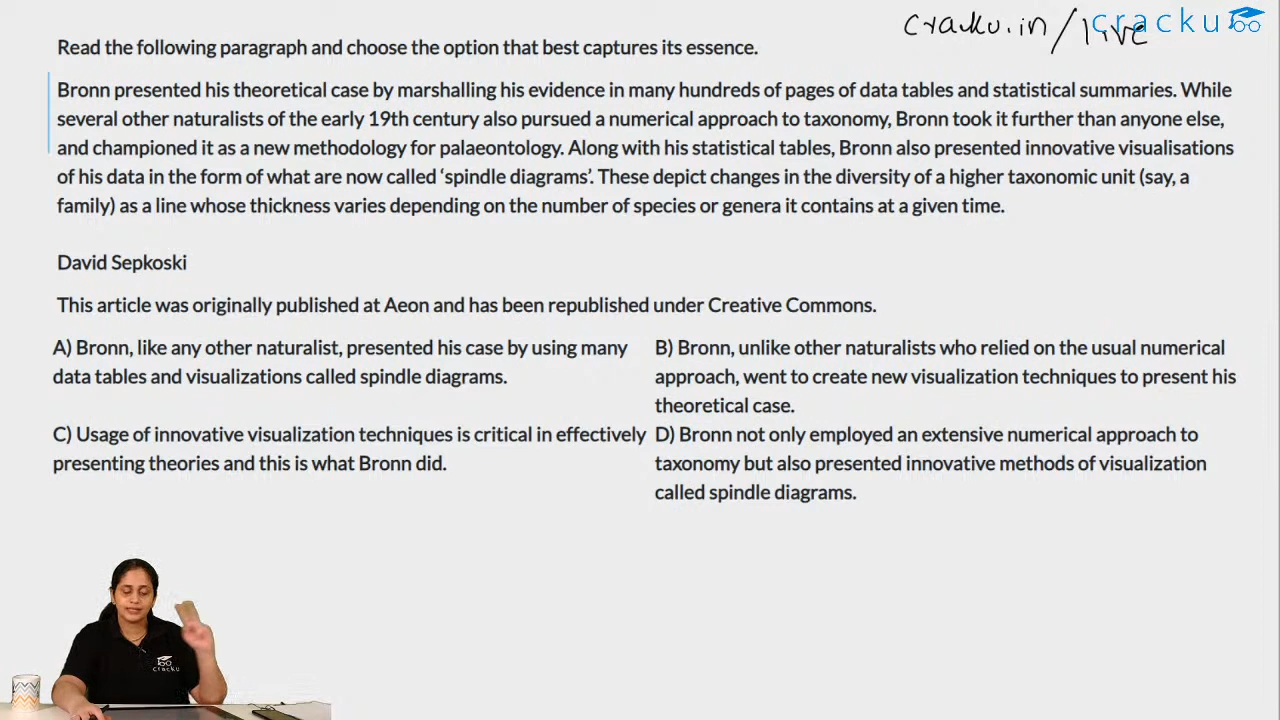 cracku.in/live
cracku
Read the following paragraph and choose the option that best captures its essence.
Bronn presented his theoretical case by marshalling his evidence in many hundreds of pages of data tables and statistical summaries. While
several other naturalists of the early 19th century also pursued a numerical approach to taxonomy, Bronn took it further than anyone else,
and championed it as a new methodology for palaeontology. Along with his statistical tables, Bronn also presented innovative visualisations
of his data in the form of what are now called ‘spindle diagrams’. These depict changes in the diversity of a higher taxonomic unit (say, a
family) as a line whose thickness varies depending on the number of species or genera it contains at a given time.
David Sepkoski
This article was originally published at Aeon and has been republished under Creative Commons.
A) Bronn, like any other naturalist, presented his case by using many
data tables and visualizations called spindle diagrams.
B) Bronn, unlike other naturalists who relied on the usual numerical
approach, went to create new visualization techniques to present his
theoretical case.
C) Usage of innovative visualization techniques is critical in effectively
presenting theories and this is what Bronn did.
D) Bronn not only employed an extensive numerical approach to
taxonomy but also presented innovative methods of visualization
called spindle diagrams.
cracku